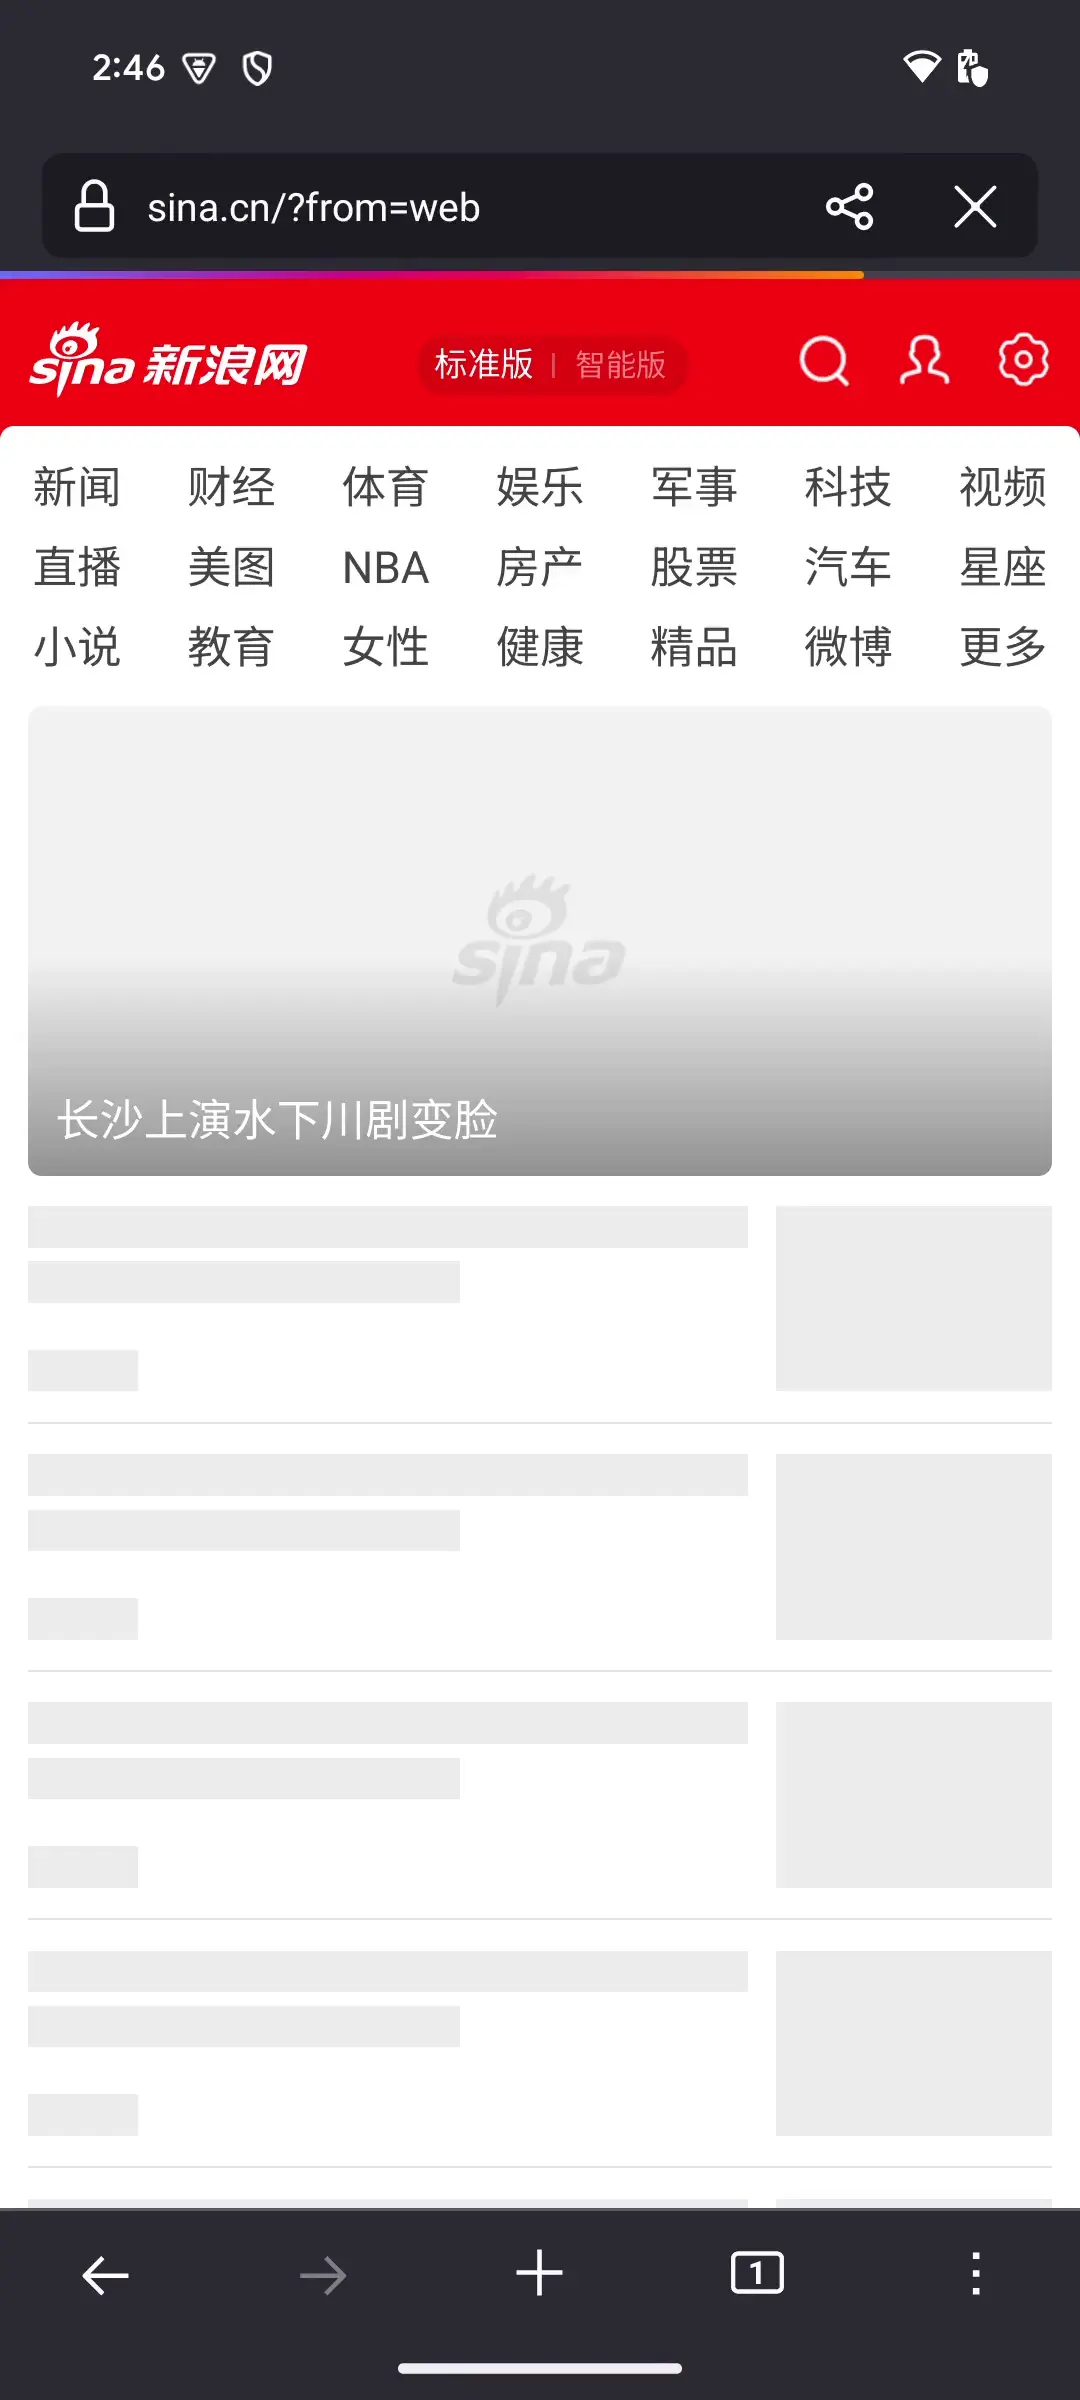 2:46
sina.cn/?from=web
sina 新浪网
标准版 | 智能版
新闻 财经 体育 娱乐 军事 科技 视频
直播 美图 NBA 房产 股票 汽车 星座
小说 教育 女性 健康 精品 微博 更多
sina
长沙上演水下川剧变脸
1